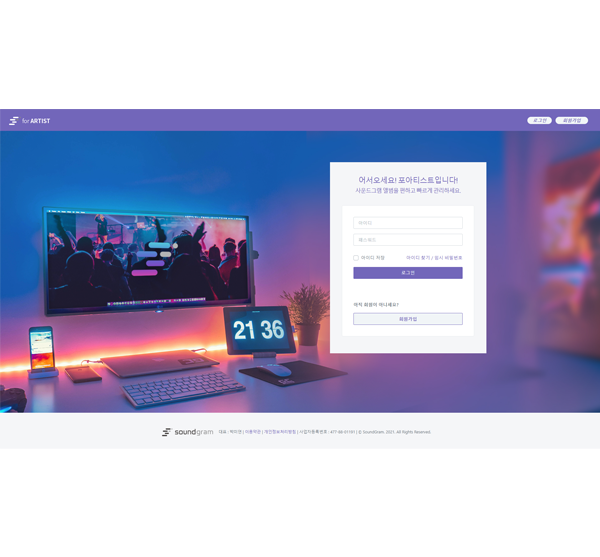 for ARTIST
로그인
회원가입
어서오세요! 포아티스트입니다!
사운드그램 앨범을 편하고 빠르게 관리하세요.
아이디
패스워드
아이디 저장
아이디 찾기 / 임시 비밀번호
로그인
아직 회원이 아니세요?
회원가입
21 36
soundgram
이용약관 | 개인정보처리방침 | 사업자등록번호 : 477-60-01191 | © SoundGram. 2021. All Rights Reserved.